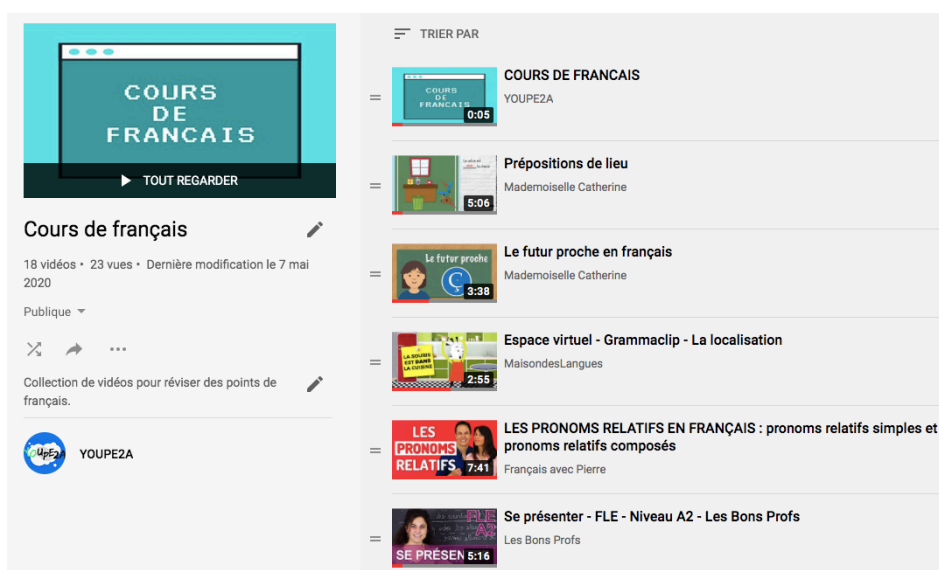 COURS
DE
FRANCAIS
TOUT REGARDER
Cours de français
18 vidéos • 23 vues • Dernière modification le 7 mai
2020
Publique
Collection de vidéos pour réviser des points de
français.
YOUPE2A
YOUPE2A
TRIER PAR
COURS
DE
FRANCAIS
0:05
COURS DE FRANCAIS
YOUPE2A
5:06
Prépositions de lieu
Mademoiselle Catherine
Le futur proche
Ç
3:38
Le futur proche en français
Mademoiselle Catherine
LA SOURIS
EST DANS
LA CUISINE
2:55
Espace virtuel - Grammaclip - La localisation
MaisondesLangues
LES
PRONOMS
RELATIFS
7:41
LES PRONOMS RELATIFS EN FRANÇAIS : pronoms relatifs simples et
pronoms relatifs composés
Français avec Pierre
FLE
A2
SE PRÉSEN
5:16
Se présenter - FLE - Niveau A2 - Les Bons Profs
Les Bons Profs